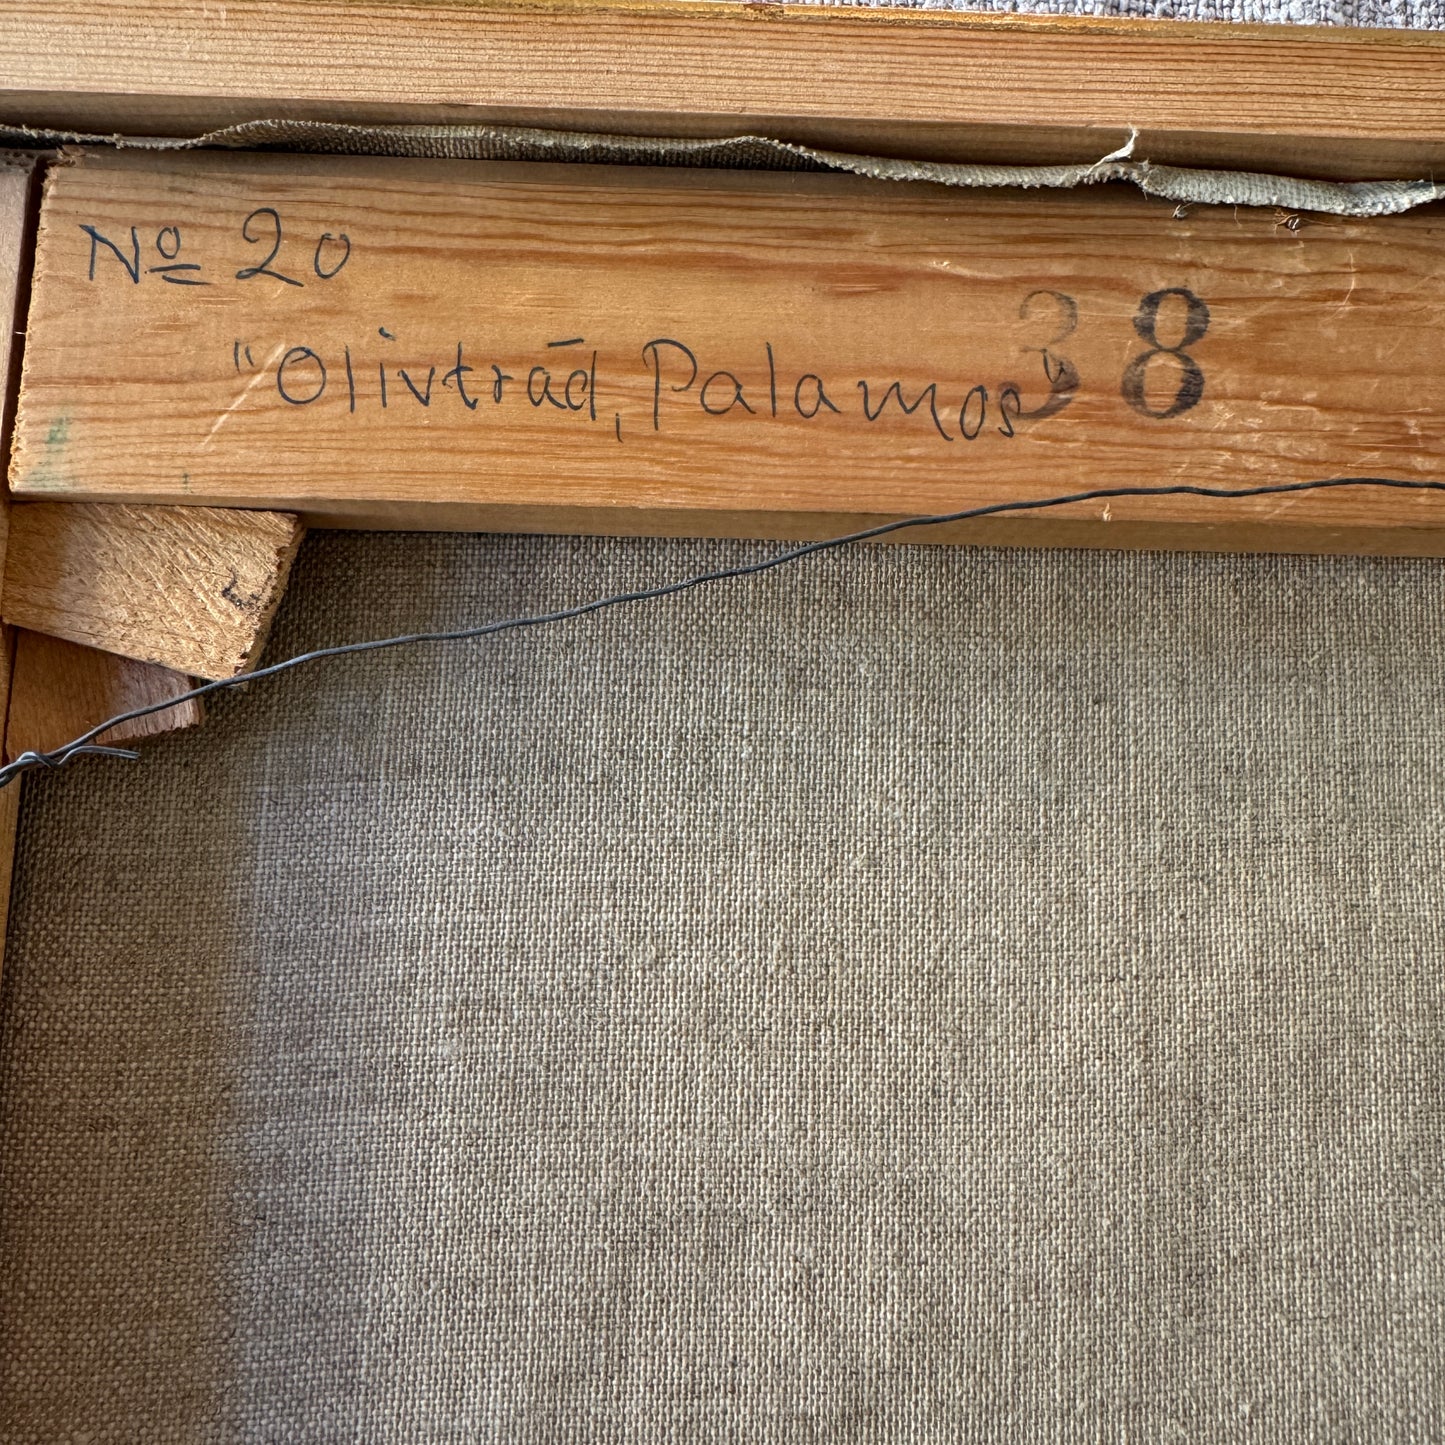 Nº 20
38
"Olivträd, Palamos"